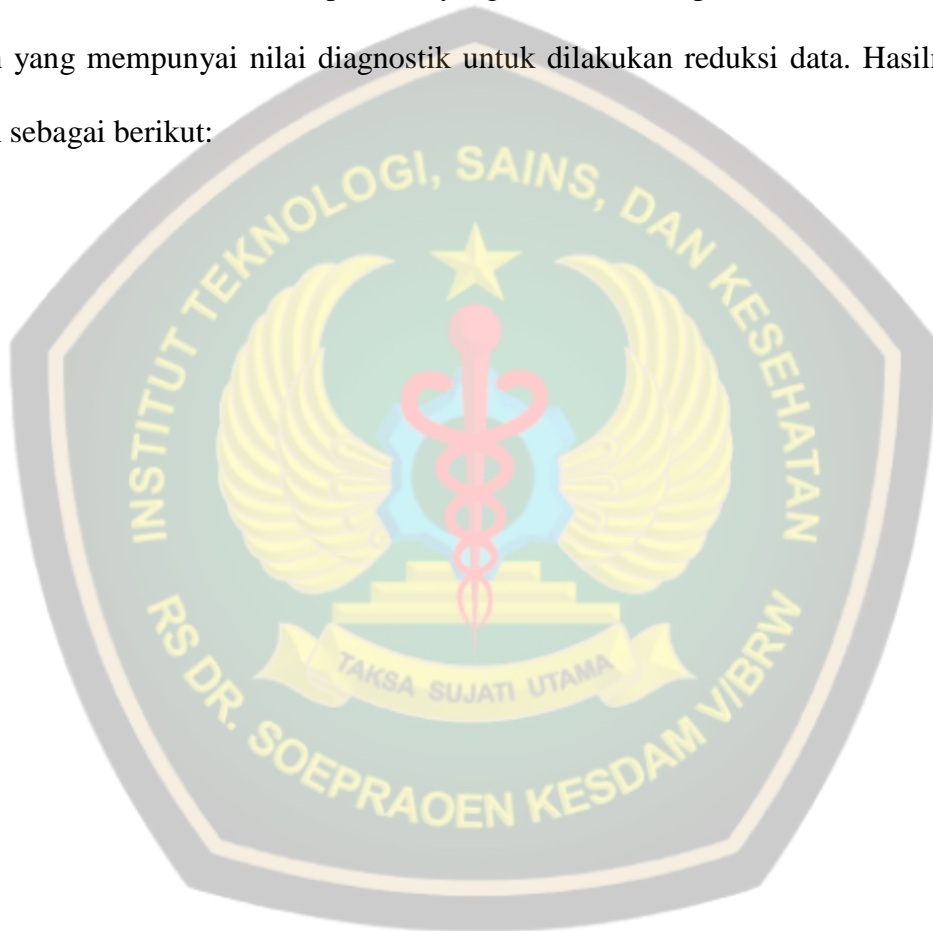 yang mempunyai nilai diagnostik untuk dilakukan reduksi data.
sebagai berikut:
INSTITUT TEKNOLOGI, SAINS, DAN KESEHATAN
TAKSA SUJATI UTAMA
RS DR. SOEPRAOEN KESDAM V/BRW